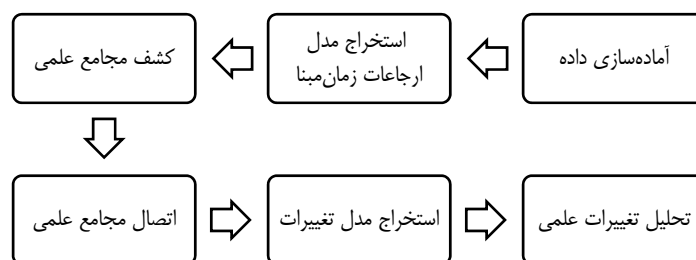 آماده‌سازی داده
استخراج مدل
ارجاعات زمان‌مبنا
کشف مجامع علمی
اتصال مجامع علمی
استخراج مدل تغییرات
تحلیل تغییرات علمی